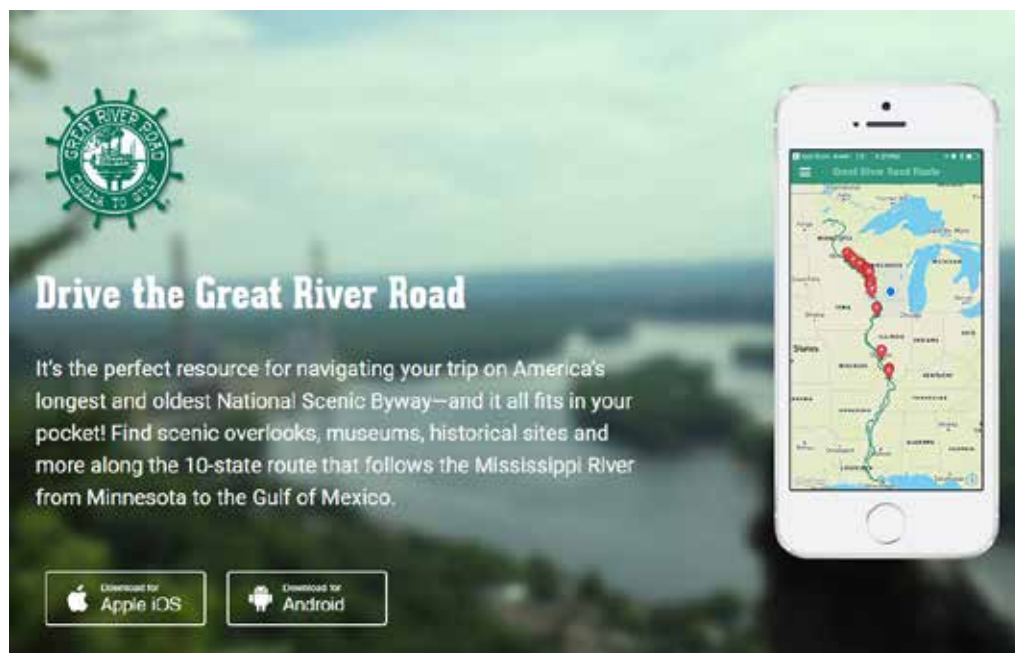 GREAT RIVER ROAD
CANADA TO GULF
Great River Road Route
Drive the Great River Road
It's the perfect resource for navigating your trip on America's
longest and oldest National Scenic Byway—and it all fits in your
pocket! Find scenic overlooks, museums, historical sites and
more along the 10-state route that follows the Mississippi River
from Minnesota to the Gulf of Mexico.
Download for
Apple iOS
Download for
Android